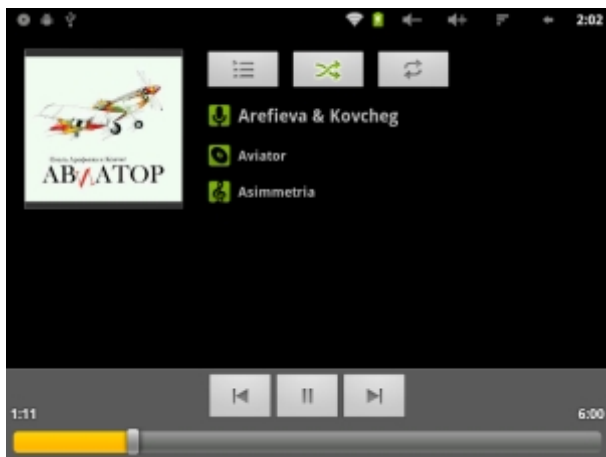 2:02
Arefieva & Kovcheg
Aviator
АВИАТОР
Asimmetria
1:11
6:00